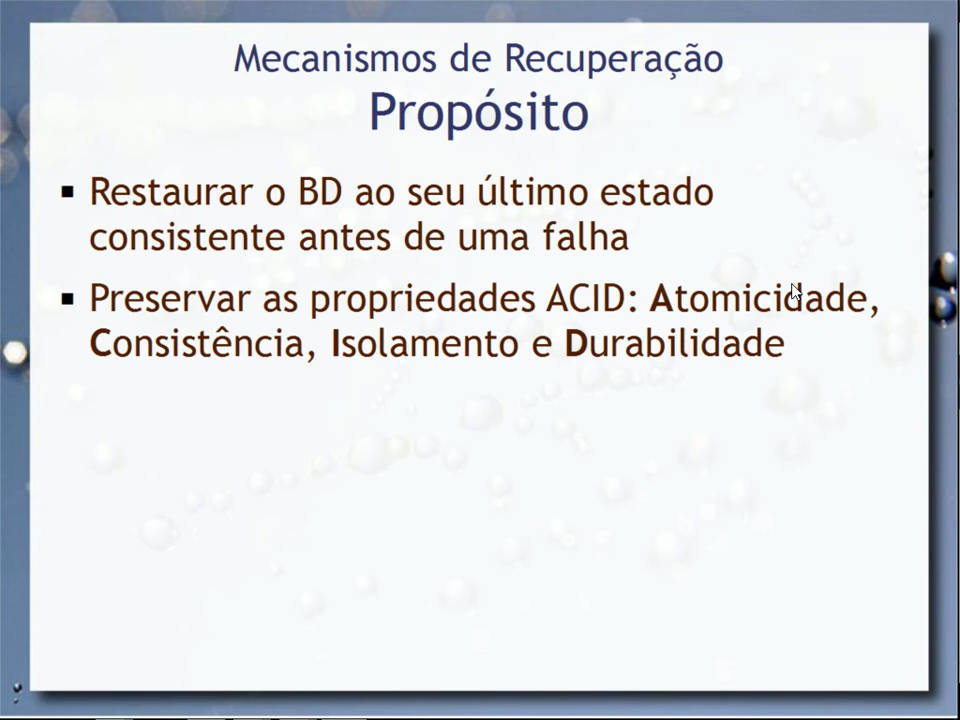 Mecanismos de Recuperação
Propósito
▪ Restaurar o BD ao seu último estado
consistente antes de uma falha
▪ Preservar as propriedades ACID: Atomicidade,
Consistência, Isolamento e Durabilidade